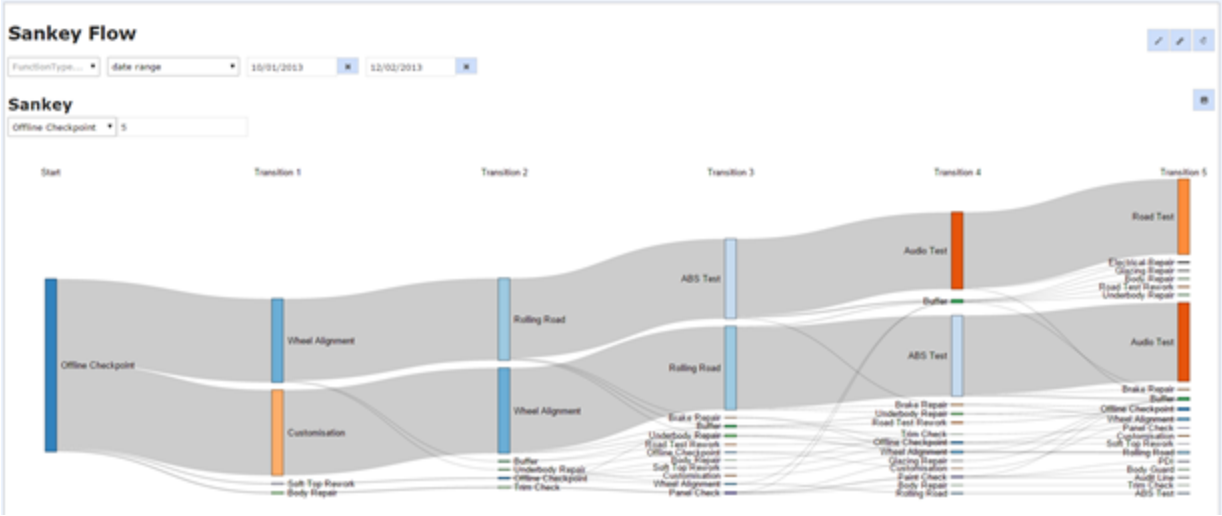 Sankey Flow
FunctionType... date range 10/01/2013 12/02/2013
Sankey
Offline Checkpoint 5
Start Transition 1 Transition 2 Transition 3 Transition 4 Transition 5
Offline Checkpoint
Wheel Alignment
Customisation
Soft Top Rework
Body Repair
Rolling Road
Wheel Alignment
Buffer
Underbody Repair
Offline Checkpoint
Trim Check
ABS Test
Rolling Road
Brake Repair
Buffer
Underbody Repair
Road Test Rework
Offline Checkpoint
Body Repair
Soft Top Rework
Customisation
Wheel Alignment
Panel Check
Audio Test
Buffer
ABS Test
Brake Repair
Underbody Repair
Road Test Rework
Trim Check
Offline Checkpoint
Wheel Alignment
Glazing Repair
Customisation
Paint Check
Body Repair
Rolling Road
Road Test
Electrical Repair
Glazing Repair
Body Repair
Road Test Rework
Underbody Repair
Audio Test
Brake Repair
Buffer
Offline Checkpoint
Wheel Alignment
Panel Check
Customisation
Soft Top Rework
Rolling Road
PDI
Body Guard
Audit Line
Trim Check
ABS Test